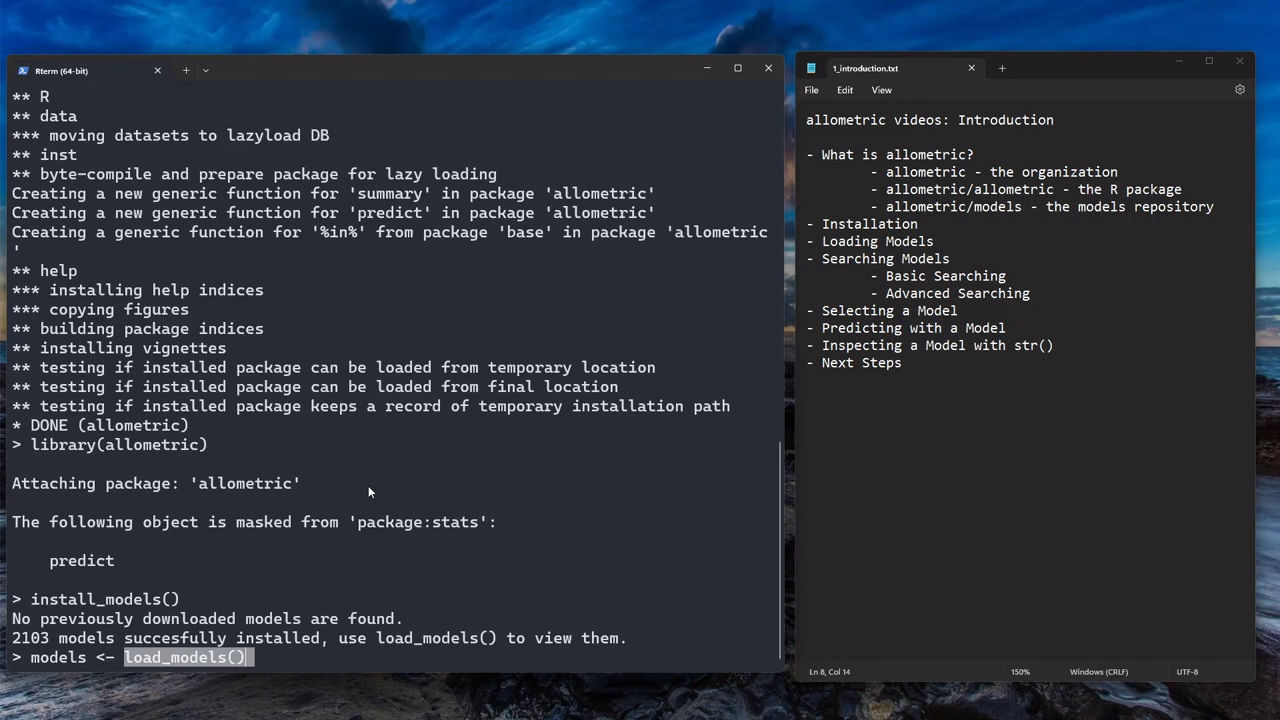 Rterm (64-bit)
** R
** data
*** moving datasets to lazyload DB
** inst
** byte-compile and prepare package for lazy loading
Creating a new generic function for 'summary' in package 'allometric'
Creating a new generic function for 'predict' in package 'allometric'
Creating a generic function for '%in%' from package 'base' in package 'allometric
'
** help
*** installing help indices
*** copying figures
** building package indices
** installing vignettes
** testing if installed package can be loaded from temporary location
** testing if installed package can be loaded from final location
** testing if installed package keeps a record of temporary installation path
* DONE (allometric)
> library(allometric)
Attaching package: 'allometric'
The following object is masked from 'package:stats':
predict
> install_models()
No previously downloaded models are found.
2103 models succesfully installed, use load_models() to view them.
> models <- load_models()
1_introduction.txt
File Edit View
allometric videos: Introduction
- What is allometric?
- allometric - the organization
- allometric/allometric - the R package
- allometric/models - the models repository
- Installation
- Loading Models
- Searching Models
- Basic Searching
- Advanced Searching
- Selecting a Model
- Predicting with a Model
- Inspecting a Model with str()
- Next Steps
Ln 8, Col 14 150% Windows (CRLF) UTF-8